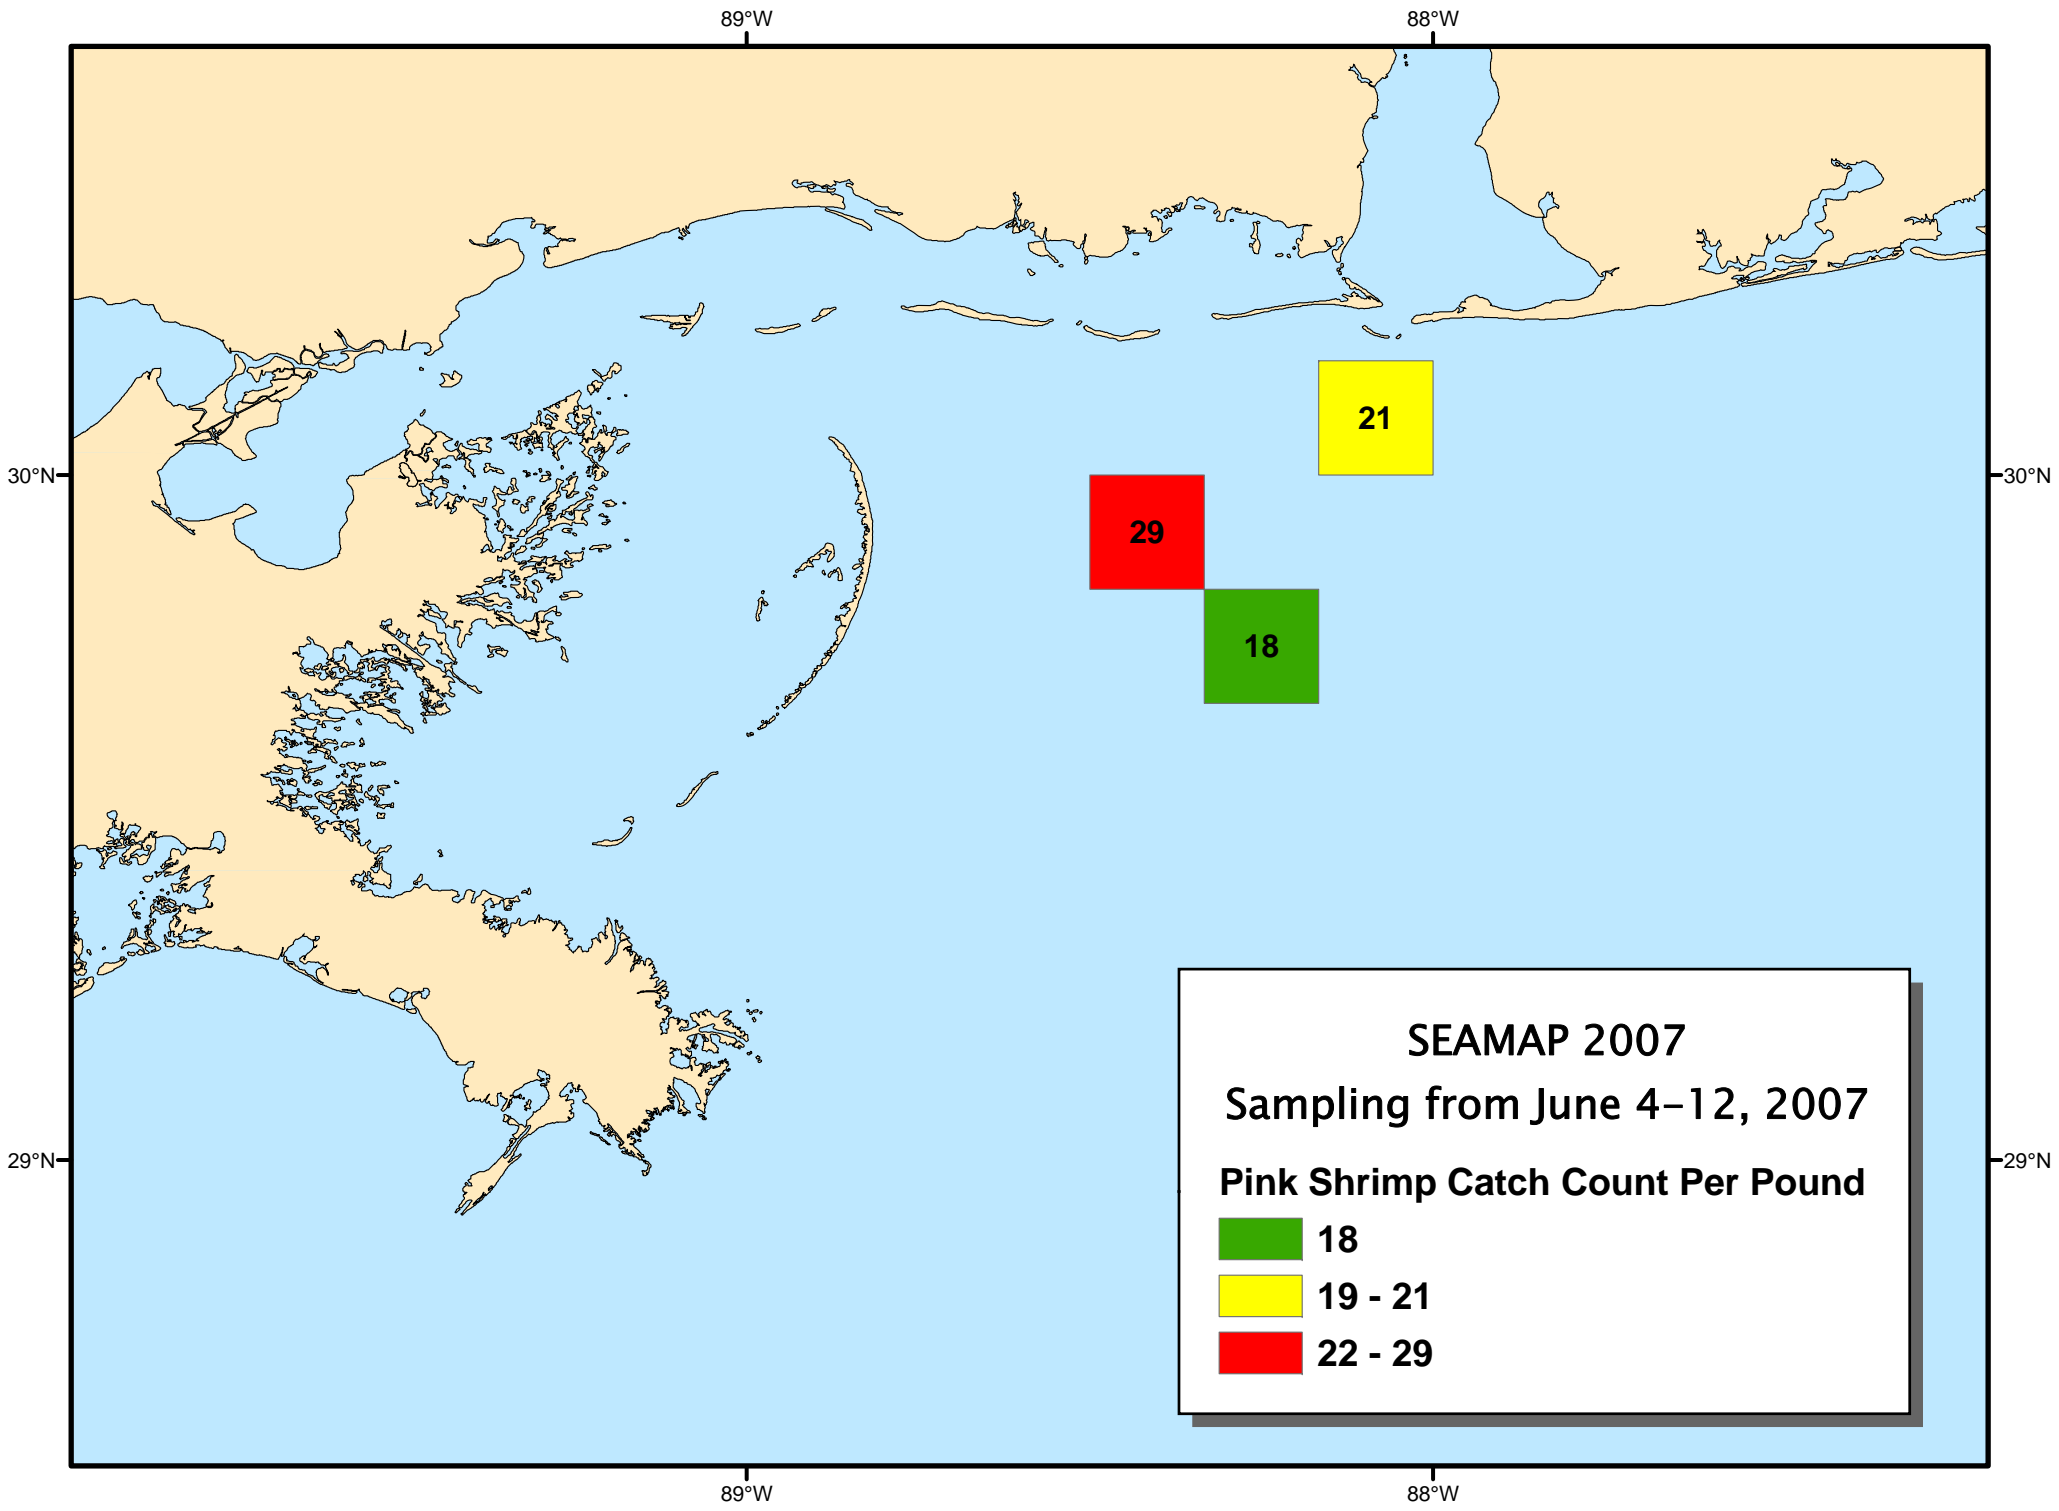 89°W
88°W
21
30°N
30°N
29
18
SEAMAP 2007
Sampling from June 4-12, 2007
29°N
29°N
Pink Shrimp Catch Count Per Pound
18
19 - 21
22 - 29
89°W
88°W